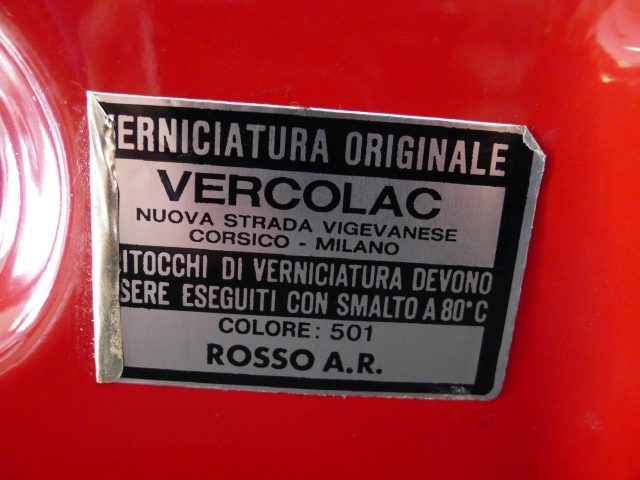 ERNICIATURA ORIGINALE
VERCOLAC
NUOVA STRADA VIGEVANESE
CORSICO - MILANO
ITOCCHI DI VERNICIATURA DEVONO
SERE ESEGUITI CON SMALTO A 80°C
COLORE: 501
ROSSO A.R.